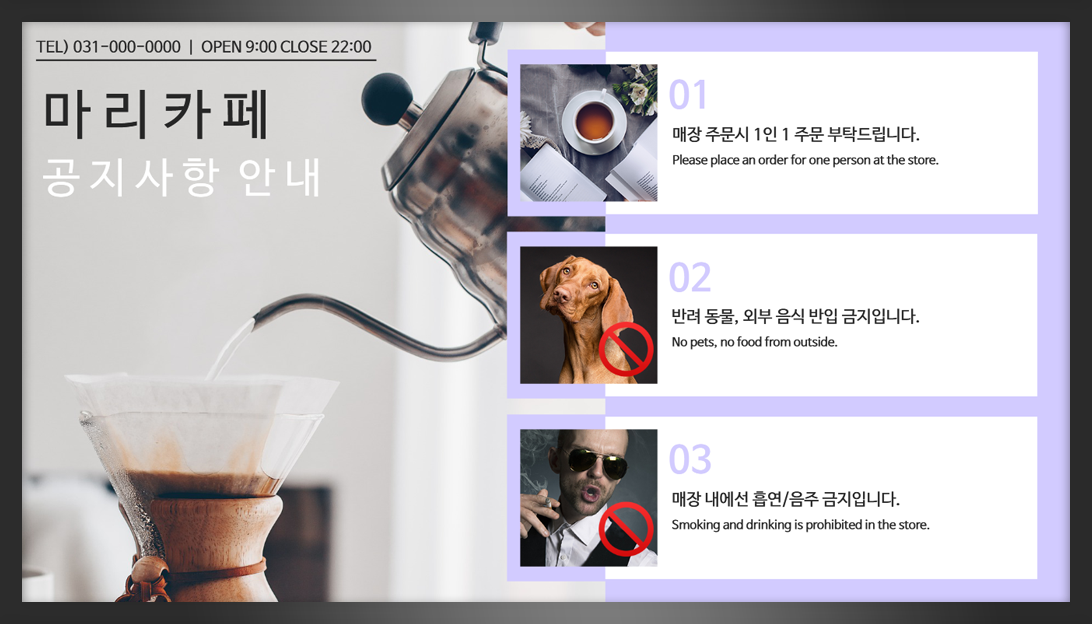 TEL) 031-000-0000 | OPEN 9:00 CLOSE 22:00
마리카페
공지사항 안내
01
매장 주문시 1인 1 주문 부탁드립니다.
Please place an order for one person at the store.
02
반려 동물, 외부 음식 반입 금지입니다.
No pets, no food from outside.
03
매장 내에선 흡연/음주 금지입니다.
Smoking and drinking is prohibited in the store.